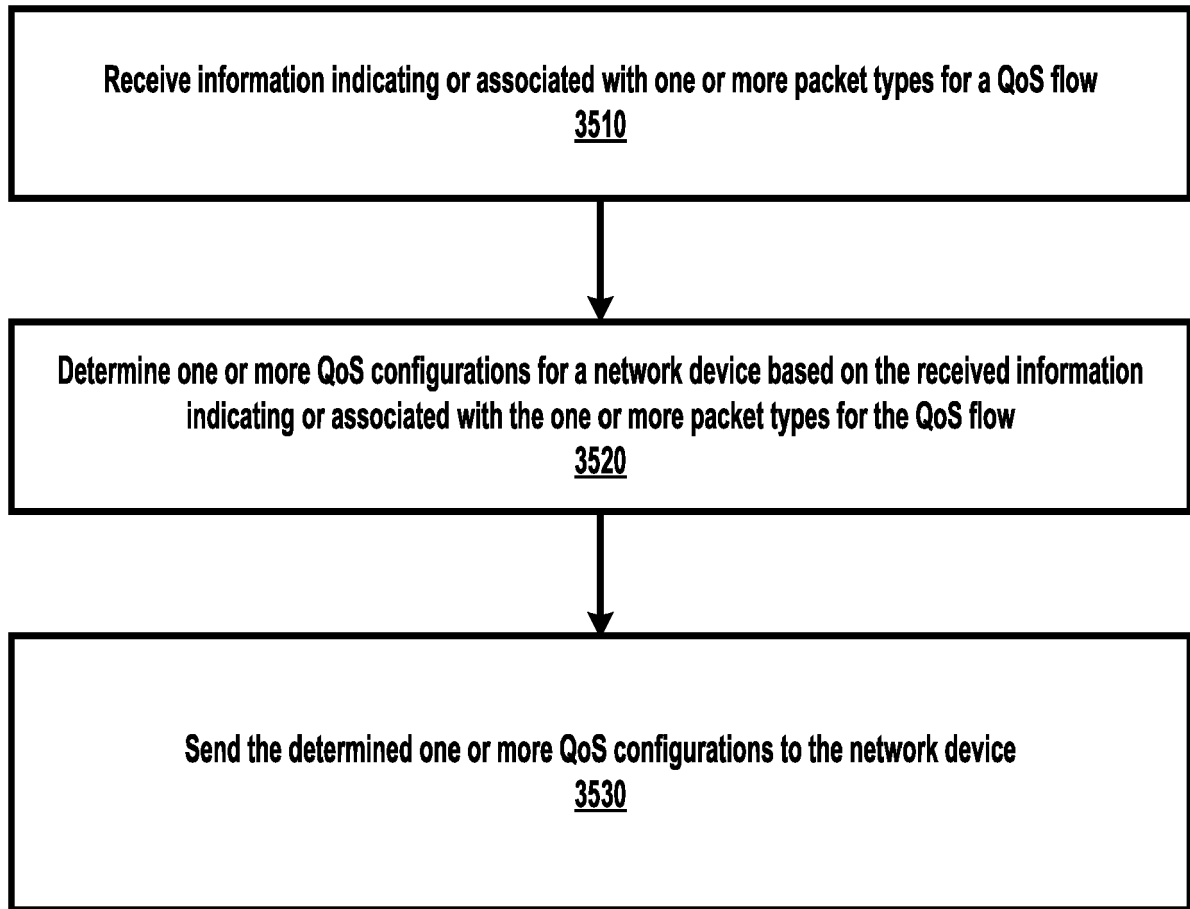 Receive information indicating or associated with one or more packet types for a QoS flow
3510
Determine one or more QoS configurations for a network device based on the received information
indicating or associated with the one or more packet types for the QoS flow
3520
Send the determined one or more QoS configurations to the network device
3530